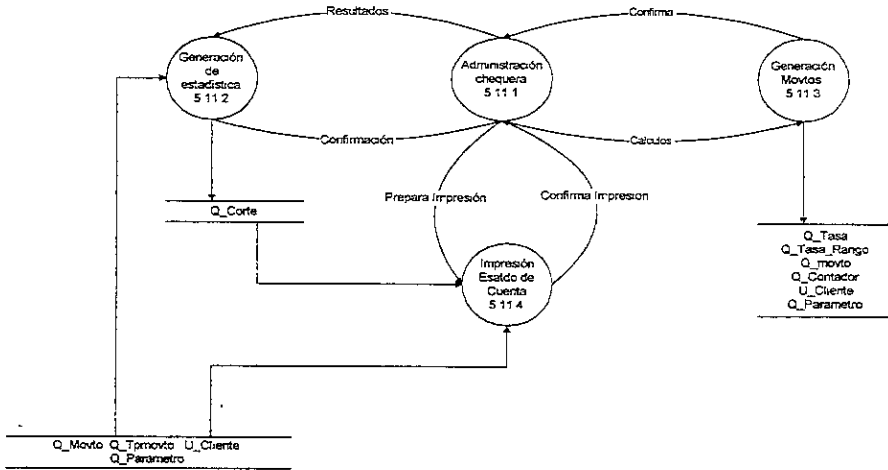 Resultados
Confirma
Generación
de
estadistica
5 11 2
Administración
chequera
5 11 1
Generación
Movtos
5 11 3
Confirmación
Calculos
Prepara Impresión
Confirma Impresion
Q_Corte
Q_Tasa
Q_Tasa_Rango
Q_movto
Q_Contador
U_Cliente
Q_Parametro
Impresión
Esatdo de
Cuenta
5 11 4
Q_Movto Q_Tpmovto U_Cliente
Q_Parametro